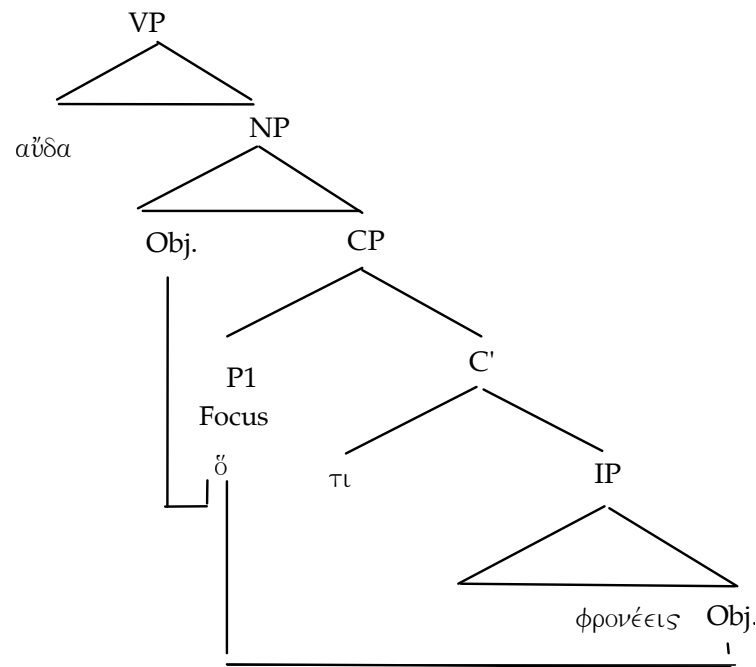 VP
αὔδα
NP
Obj.
CP
P1
Focus
ὅ
C'
τι
IP
φρονέεις Obj.